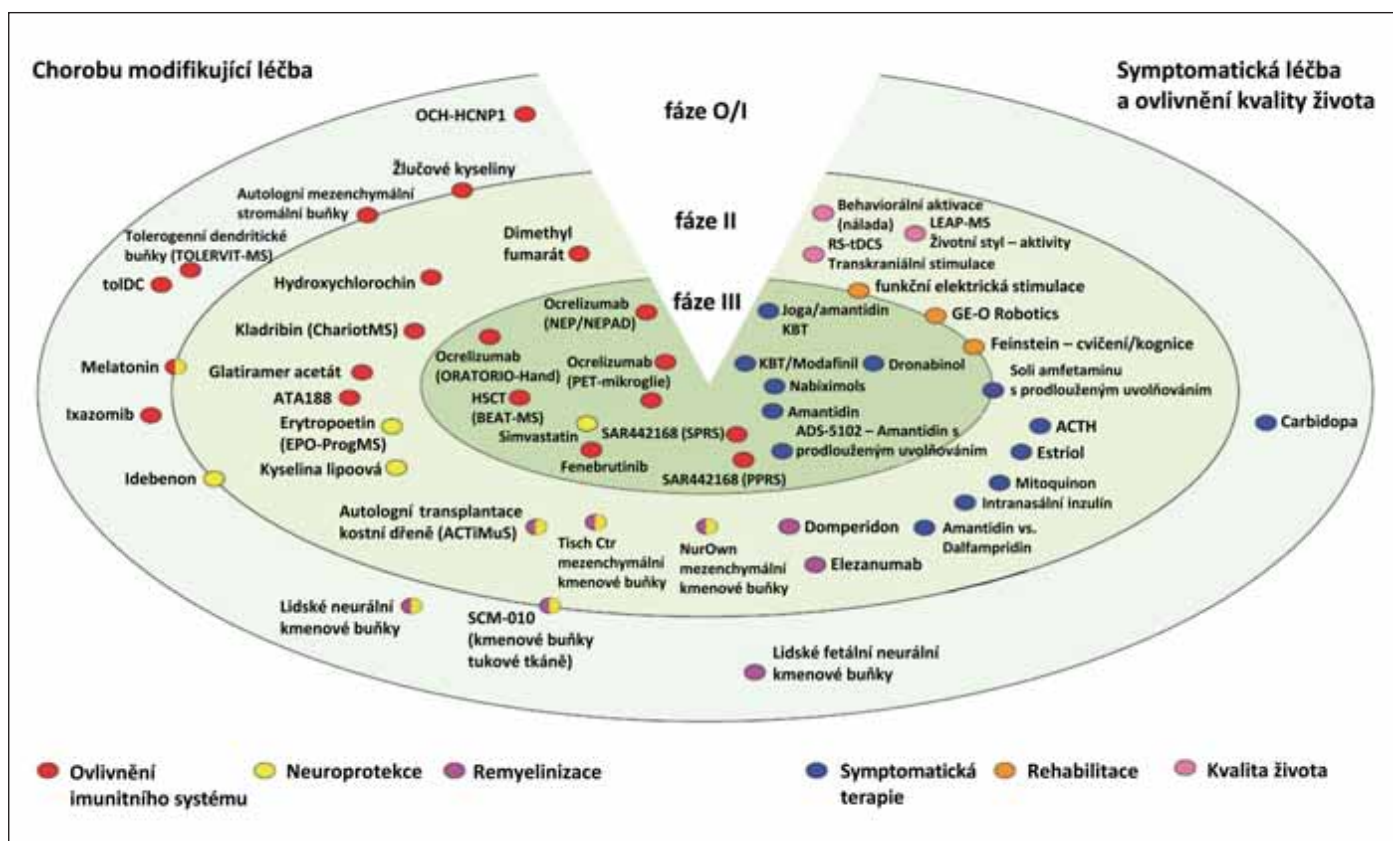 Chorobu modifikující léčba
Symptomatická léčba
a ovlivnění kvality života
fáze O/I
OCH-HCNP1
Žlučové kyseliny
Autologní mezenchymální
stromální buňky
Tolerogenní dendritické
buňky (TOLERVIT-MS)
tolDC
Melatonin
Ixazomib
Idebenon
Lidské neurální
kmenové buňky
SCM-010
(kmenové buňky
tukové tkáně)
Lidské fetální neurální
kmenové buňky
Carbidopa
fáze II
Dimethyl
fumarát
Hydroxychlorochin
Kladribin (ChariotMS)
Glatiramer acetát
ATA188
Erytropoetin
(EPO-ProgMS)
Kyselina lipoová
Autologní transplantace
kostní dřeně (ACTiMuS)
Tisch Ctr
mezenchymální
kmenové buňky
NurOwn
mezenchymální
kmenové buňky
Domperidon
Elezanumab
Behaviorální aktivace
(nálada)
LEAP-MS
Životní styl – aktivity
RS-tDCS
Transkraniální stimulace
funkční elektrická stimulace
GE-O Robotics
Feinstein – cvičení/kognice
Soli amfetaminu
s prodlouženým uvolňováním
ACTH
Estriol
Mitoquinon
Intranasální inzulín
Amantidin vs.
Dalfampridin
fáze III
Ocrelizumab
(NEP/NEPAD)
Ocrelizumab
(ORATORIO-Hand)
Ocrelizumab
(PET-mikroglie)
HSCT
(BEAT-MS)
Simvastatin
Fenebrutinib
SAR442168 (SPRS)
SAR442168 (PPRS)
Joga/amantidin
KBT
KBT/Modafinil
Dronabinol
Nabiximols
Amantidin
ADS-5102 – Amantidin s
prodlouženým uvolňováním
Ovlivnění
imunitního systému
Neuroprotekce
Remyelinizace
Symptomatická
terapie
Rehabilitace
Kvalita života